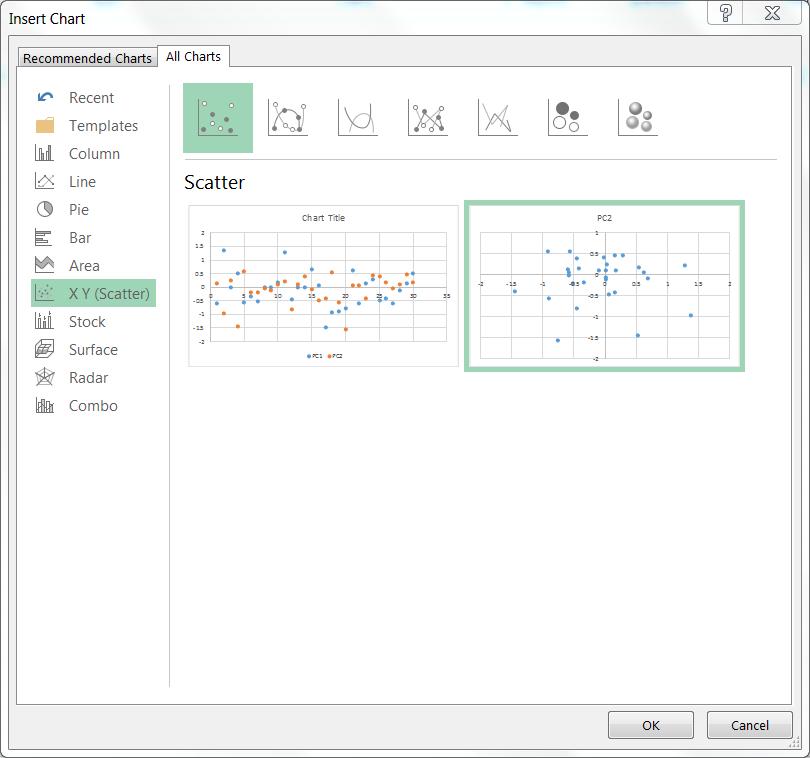 Insert Chart
Recommended Charts
All Charts
Recent
Templates
Column
Line
Pie
Bar
Area
X Y (Scatter)
Stock
Surface
Radar
Combo
Scatter
Chart Title
2
1.5
1
0.5
0
-0.5
-1
-1.5
-2
0 5 10 15 20 25 30 35
PC1 PC2
PC2
1
0.5
0
-0.5
-1
-1.5
-2
-2 -1.5 -1 -0.5 0 0.5 1 1.5 2
OK
Cancel